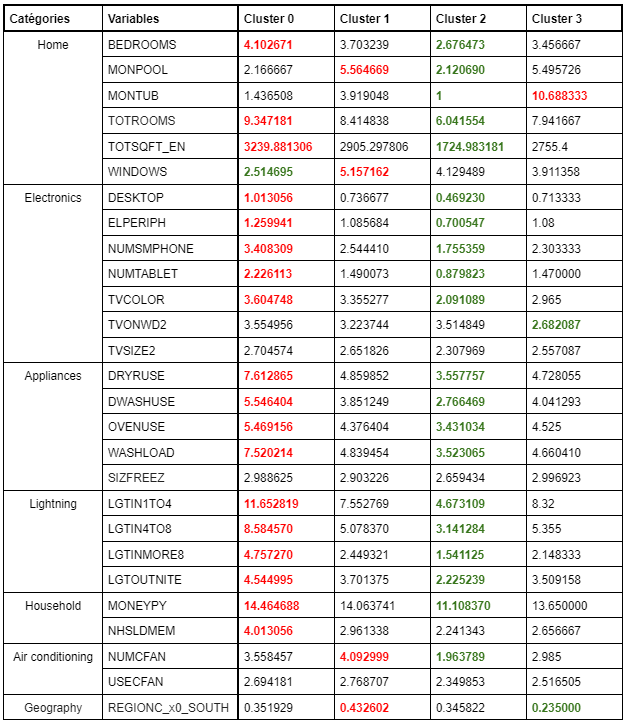 Catégories Variables Cluster 0 Cluster 1 Cluster 2 Cluster 3
Home BEDROOMS 4.102671 3.703239 2.676473 3.456667
MONPOOL 2.166667 5.564669 2.120690 5.495726
MONTUB 1.436508 3.919048 1 10.688333
TOTROOMS 9.347181 8.414838 6.041554 7.941667
TOTSQFT_EN 3239.881306 2905.297806 1724.983181 2755.4
WINDOWS 2.514695 5.157162 4.129489 3.911358
Electronics DESKTOP 1.013056 0.736677 0.469230 0.713333
ELPERIPH 1.259941 1.085684 0.700547 1.08
NUMSMPHONE 3.408309 2.544410 1.755359 2.303333
NUMTABLET 2.226113 1.490073 0.879823 1.470000
TVCOLOR 3.604748 3.355277 2.091089 2.965
TVONWD2 3.554956 3.223744 3.514849 2.682087
TVSIZE2 2.704574 2.651826 2.307969 2.557087
Appliances DRYRUSE 7.612865 4.859852 3.557757 4.728055
DWASHUSE 5.546404 3.851249 2.766469 4.041293
OVENUSE 5.469156 4.376404 3.431034 4.525
WASHLOAD 7.520214 4.839454 3.523065 4.660410
SIZFREEZ 2.988625 2.903226 2.659434 2.996923
Lightning LGTIN1TO4 11.652819 7.552769 4.673109 8.32
LGTIN4TO8 8.584570 5.078370 3.141284 5.355
LGTINMORE8 4.757270 2.449321 1.541125 2.148333
LGTOUTNITE 4.544995 3.701375 2.225239 3.509158
Household MONEYPY 14.464688 14.063741 11.108370 13.650000
NHSLDMEM 4.013056 2.961338 2.241343 2.656667
Air conditioning NUMCFAN 3.558457 4.092999 1.963789 2.985
USECFAN 2.694181 2.768707 2.349853 2.516505
Geography REGIONC_x0_SOUTH 0.351929 0.432602 0.345822 0.235000